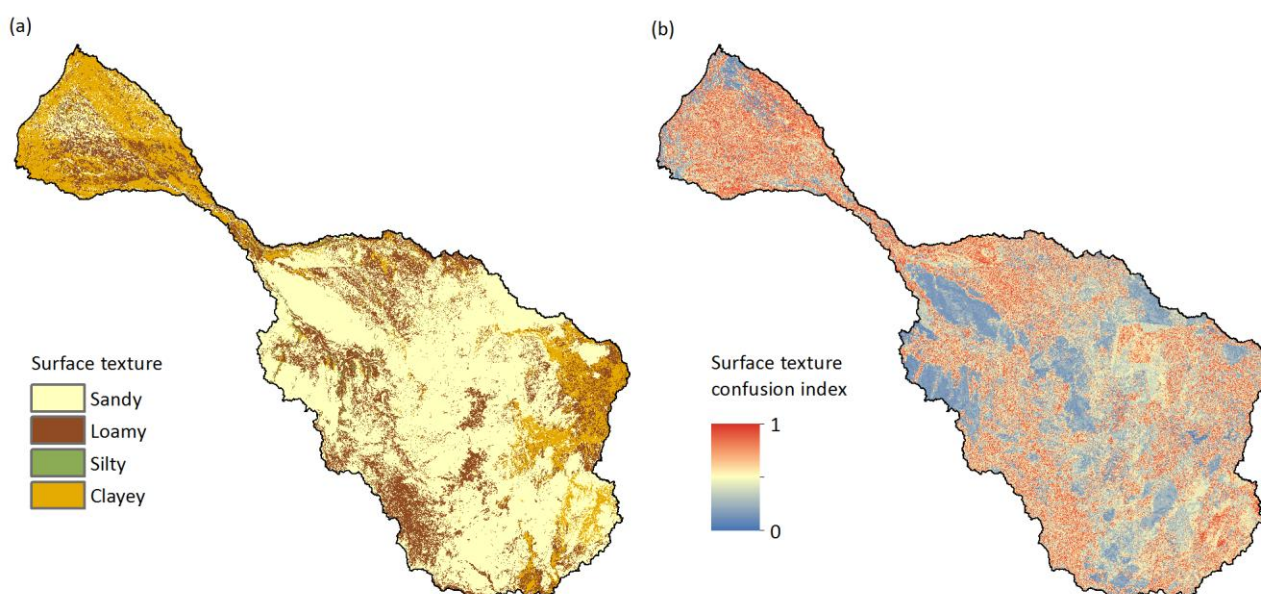 (a)
(b)
Surface texture
Sandy
Loamy
Silty
Clayey
Surface texture
confusion index
1
0